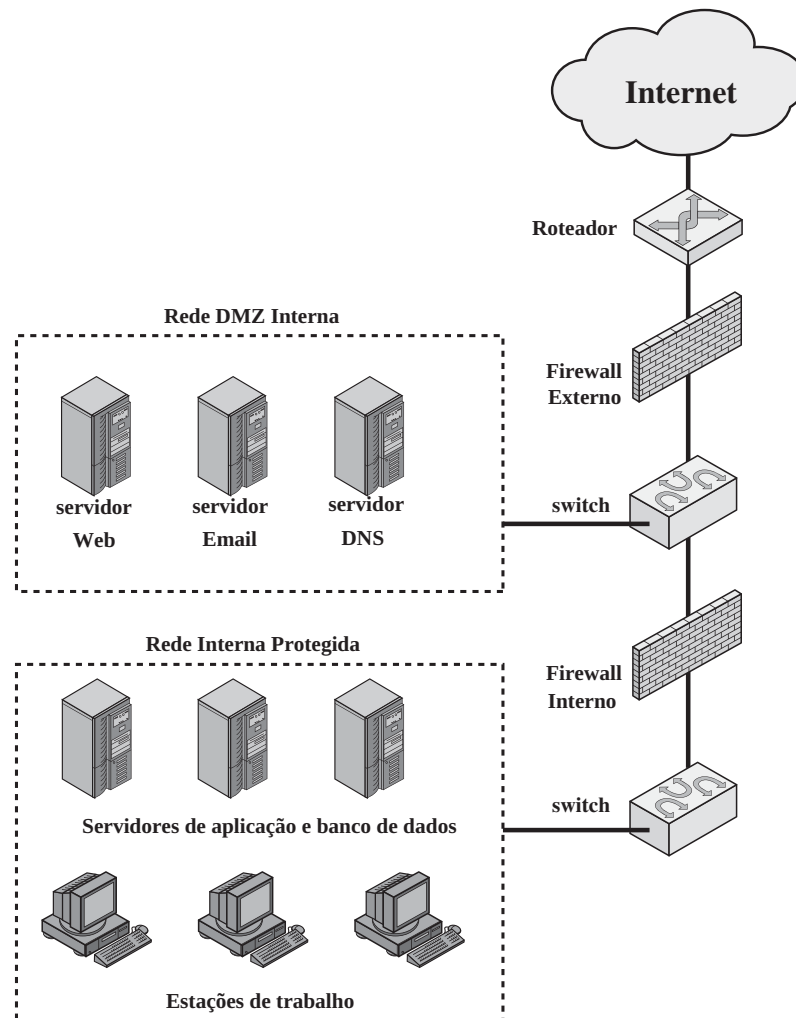 Internet
Roteador
Rede DMZ Interna
Firewall
Externo
servidor
Web
servidor
Email
servidor
DNS
switch
Rede Interna Protegida
Firewall
Interno
switch
Servidores de aplicação e banco de dados
Estações de trabalho